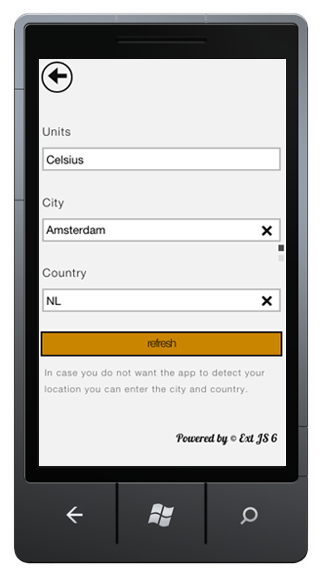 Units
Celsius
City
Amsterdam
Country
NL
refresh
In case you do not want the app to detect your
location you can enter the city and country.
Powered by © Ext JS 6